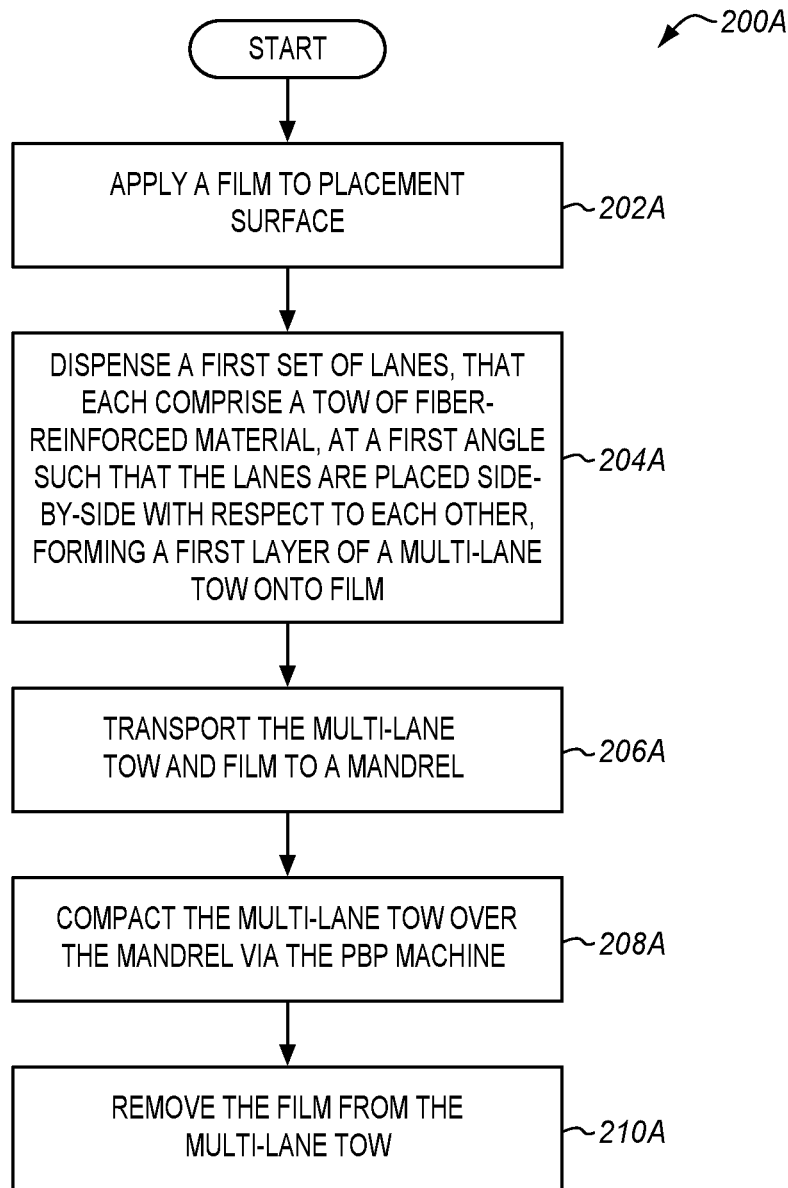 200A
START
APPLY A FILM TO PLACEMENT
SURFACE
202A
DISPENSE A FIRST SET OF LANES, THAT
EACH COMPRISE A TOW OF FIBER-
REINFORCED MATERIAL, AT A FIRST ANGLE
SUCH THAT THE LANES ARE PLACED SIDE-
BY-SIDE WITH RESPECT TO EACH OTHER,
FORMING A FIRST LAYER OF A MULTI-LANE
TOW ONTO FILM
204A
TRANSPORT THE MULTI-LANE
TOW AND FILM TO A MANDREL
206A
COMPACT THE MULTI-LANE TOW OVER
THE MANDREL VIA THE PBP MACHINE
208A
REMOVE THE FILM FROM THE
MULTI-LANE TOW
210A